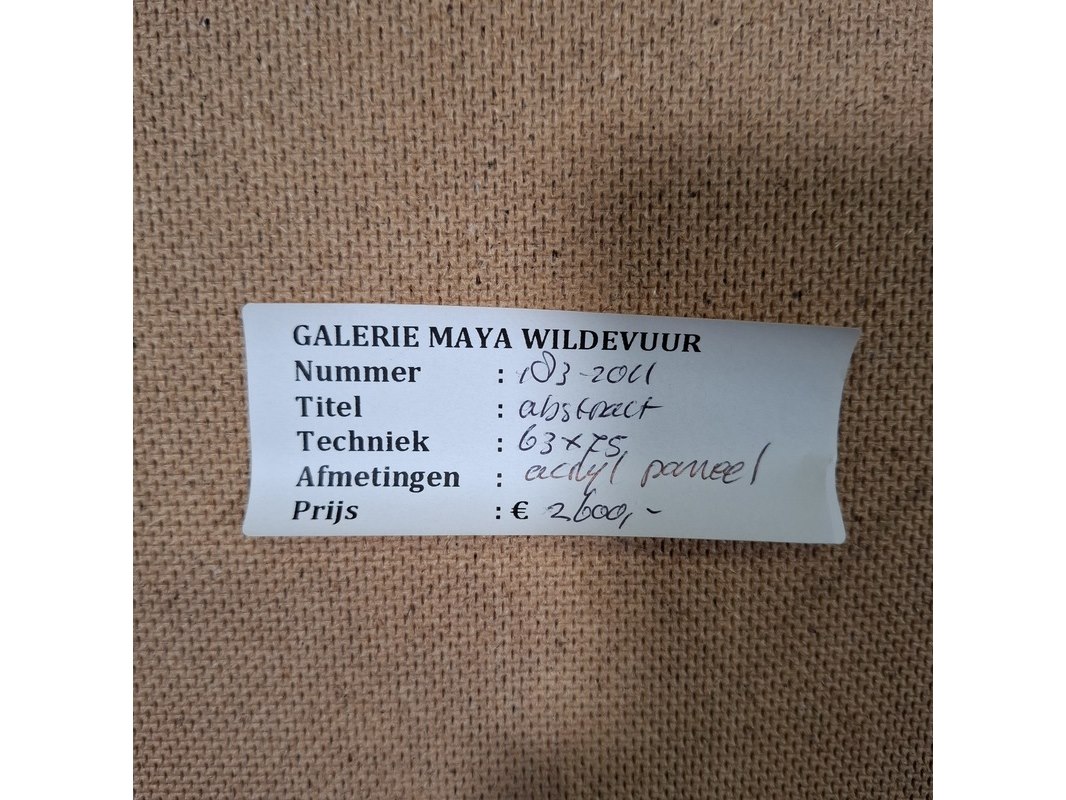 GALERIE MAYA WILDEVUUR
Nummer : 183-2011
Titel : abstract
Techniek : 63x75,
Afmetingen : acryl paneel
Prijs : € 2600,-